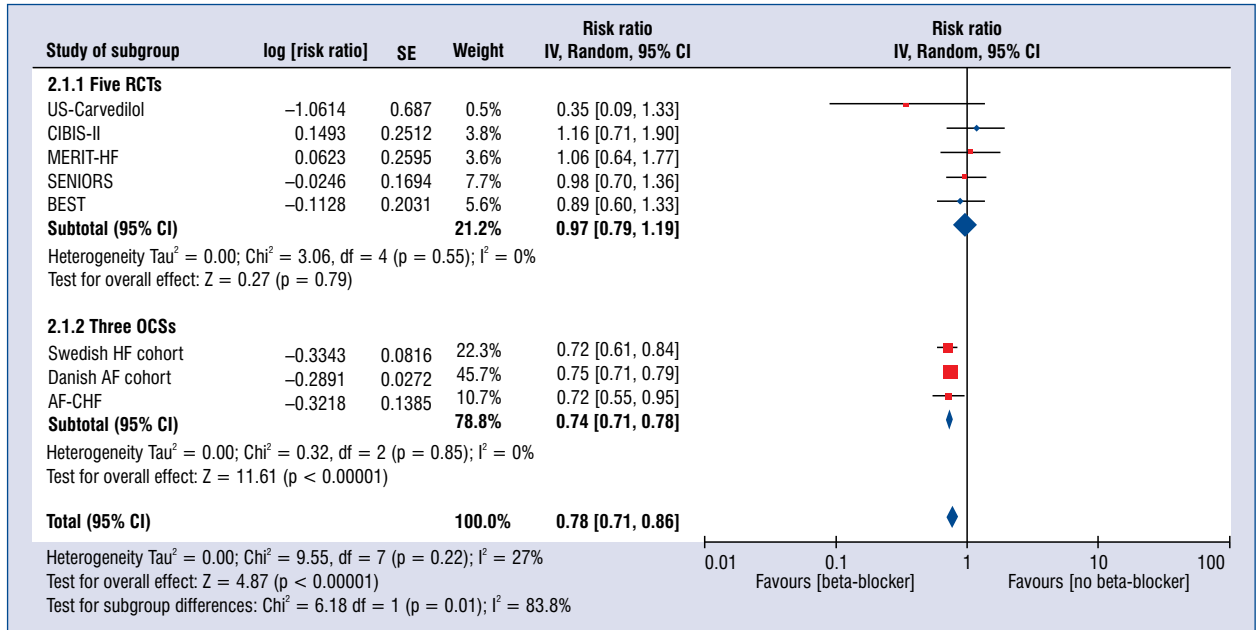 Risk ratio Risk ratio
Study of subgroup log [risk ratio] SE Weight IV, Random, 95% CI IV, Random, 95% CI
2.1.1 Five RCTs
US-Carvedilol –1.0614 0.687 0.5% 0.35 [0.09, 1.33]
CIBIS-II 0.1493 0.2512 3.8% 1.16 [0.71, 1.90]
MERIT-HF 0.0623 0.2595 3.6% 1.06 [0.64, 1.77]
SENIORS –0.0246 0.1694 7.7% 0.98 [0.70, 1.36]
BEST –0.1128 0.2031 5.6% 0.89 [0.60, 1.33]
Subtotal (95% CI) 21.2% 0.97 [0.79, 1.19]
Heterogeneity Tau² = 0.00; Chi² = 3.06, df = 4 (p = 0.55); I² = 0%
Test for overall effect: Z = 0.27 (p = 0.79)
2.1.2 Three OCSs
Swedish HF cohort –0.3343 0.0816 22.3% 0.72 [0.61, 0.84]
Danish AF cohort –0.2891 0.0272 45.7% 0.75 [0.71, 0.79]
AF-CHF –0.3218 0.1385 10.7% 0.72 [0.55, 0.95]
Subtotal (95% CI) 78.8% 0.74 [0.71, 0.78]
Heterogeneity Tau² = 0.00; Chi² = 0.32, df = 2 (p = 0.85); I² = 0%
Test for overall effect: Z = 11.61 (p < 0.00001)
Total (95% CI) 100.0% 0.78 [0.71, 0.86]
Heterogeneity Tau² = 0.00; Chi² = 9.55, df = 7 (p = 0.22); I² = 27%
Test for overall effect: Z = 4.87 (p < 0.00001)
Test for subgroup differences: Chi² = 6.18 df = 1 (p = 0.01); I² = 83.8%
0.01 0.1 1 10 100
Favours [beta-blocker] Favours [no beta-blocker]